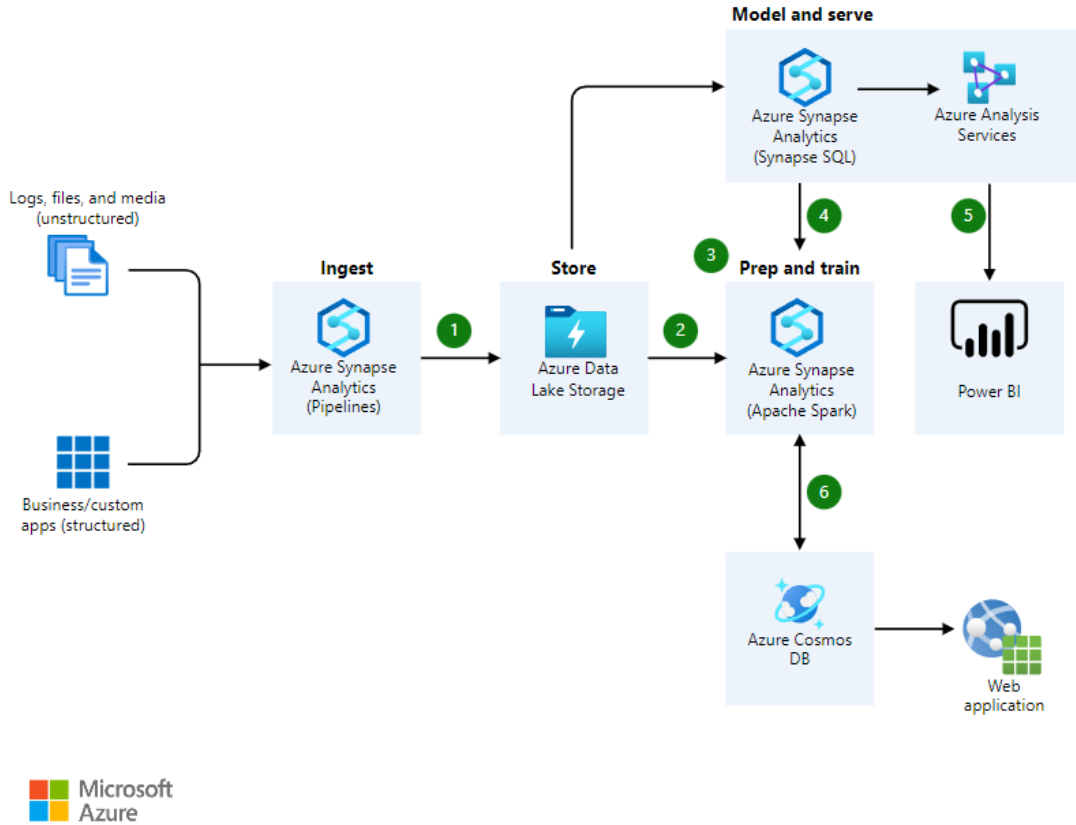 Model and serve
Azure Synapse
Analytics
(Synapse SQL)
Azure Analysis
Services
Logs, files, and media
(unstructured)
4
5
3
Ingest
Store
Prep and train
1
2
Azure Synapse
Analytics
(Pipelines)
Azure Data
Lake Storage
Azure Synapse
Analytics
(Apache Spark)
Power BI
Business/custom
apps (structured)
6
Azure Cosmos
DB
Web
application
Microsoft
Azure